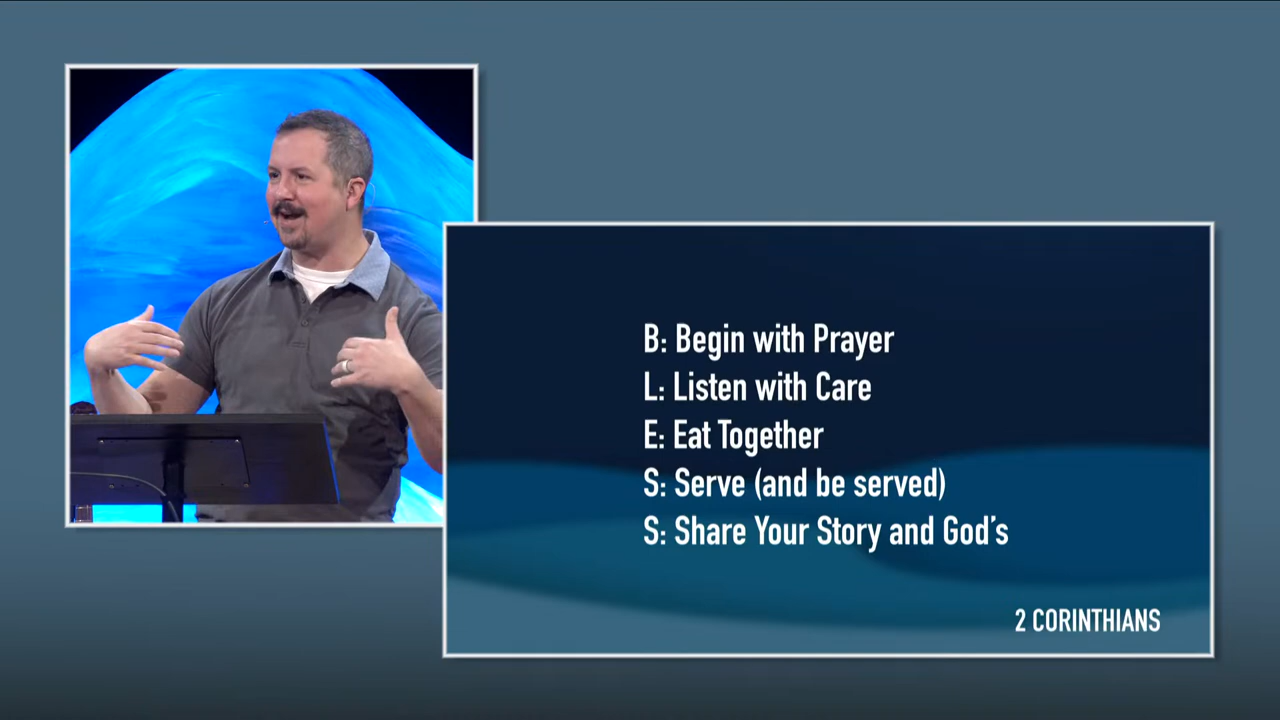 B: Begin with Prayer
L: Listen with Care
E: Eat Together
S: Serve (and be served)
S: Share Your Story and God's
2 CORINTHIANS